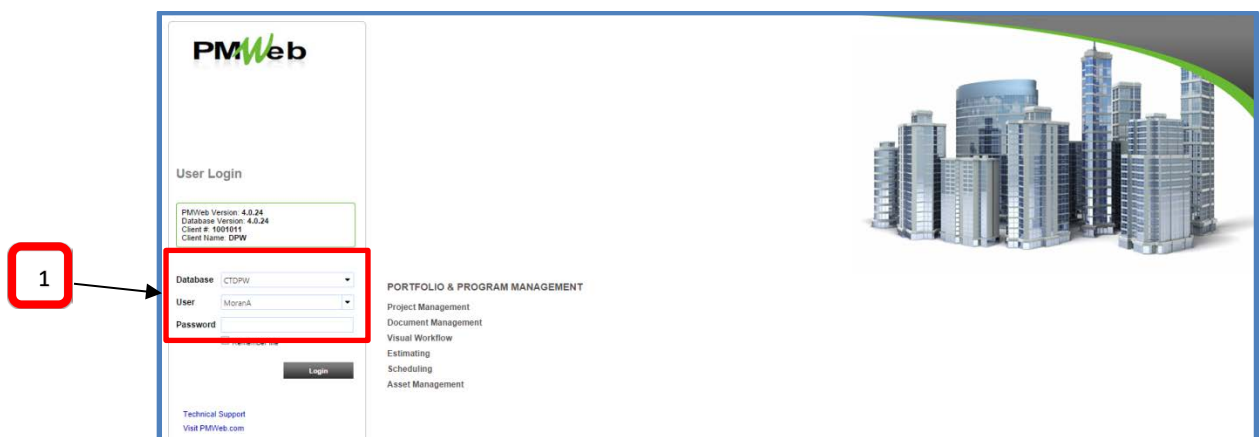 PMWeb
User Login
PMWeb Version: 4.0.24
Database Version: 4.0.24
Client #: 1001011
Client Name: DPW
1
Database CTDPW
User MoranA
Password
Login
Technical Support
Visit PMWeb.com
PORTFOLIO & PROGRAM MANAGEMENT
Project Management
Document Management
Visual Workflow
Estimating
Scheduling
Asset Management